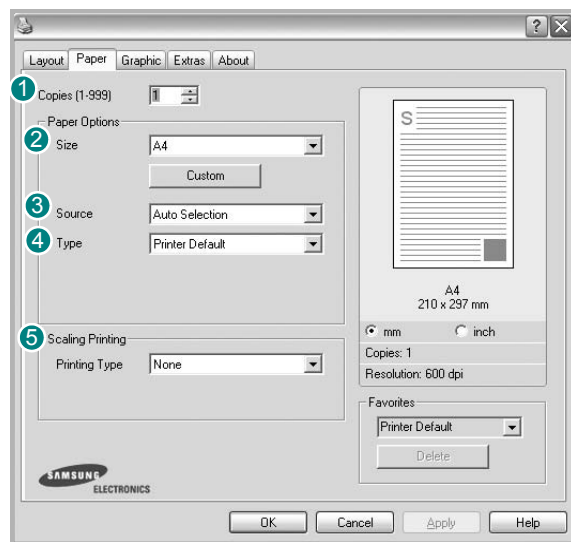 ?
Layout Paper Graphic Extras About
1 Copies (1-999) 1
Paper Options
2 Size A4
Custom
3 Source Auto Selection
4 Type Printer Default
5 Scaling Printing
Printing Type None
S
A4
210 x 297 mm
mm inch
Copies: 1
Resolution: 600 dpi
Favorites
Printer Default
Delete
SAMSUNG
ELECTRONICS
OK Cancel Apply Help